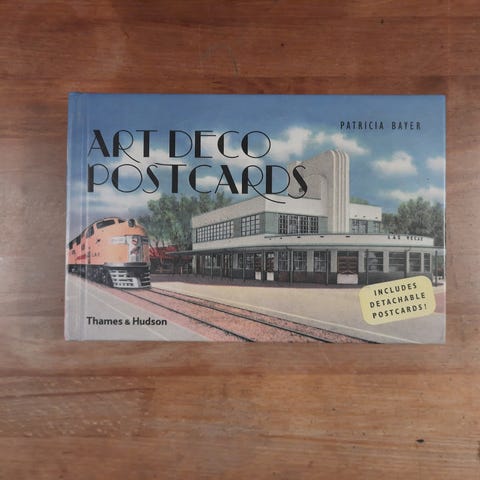 PATRICIA BAYER
ART DECO
POSTCARDS
LAS VEGAS
INCLUDES
DETACHABLE
POSTCARDS!
Thames & Hudson